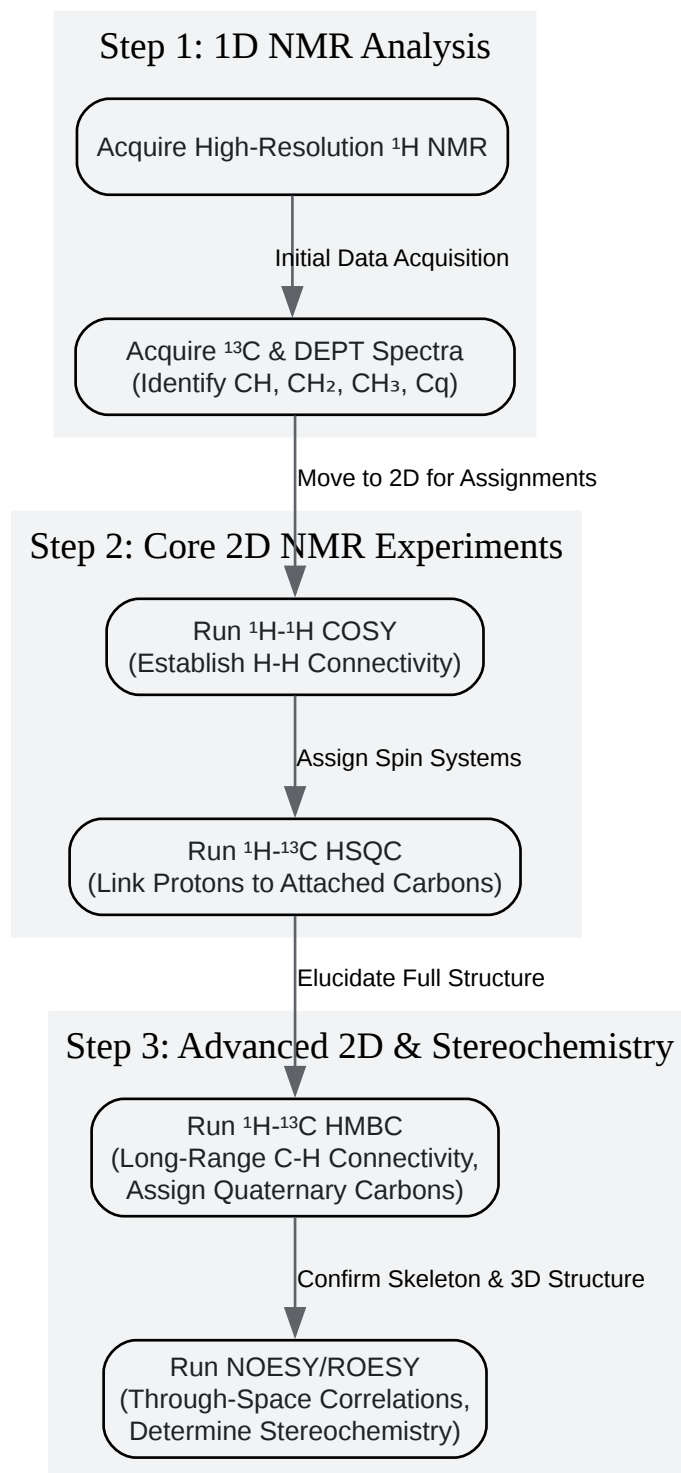 Step 1: 1D NMR Analysis
Acquire High-Resolution ¹H NMR
Initial Data Acquisition
Acquire ¹³C & DEPT Spectra
(Identify CH, CH₂, CH₃, Cq)
Move to 2D for Assignments
Step 2: Core 2D NMR Experiments
Run ¹H-¹H COSY
(Establish H-H Connectivity)
Assign Spin Systems
Run ¹H-¹³C HSQC
(Link Protons to Attached Carbons)
Elucidate Full Structure
Step 3: Advanced 2D & Stereochemistry
Run ¹H-¹³C HMBC
(Long-Range C-H Connectivity,
Assign Quaternary Carbons)
Confirm Skeleton & 3D Structure
Run NOESY/ROESY
(Through-Space Correlations,
Determine Stereochemistry)